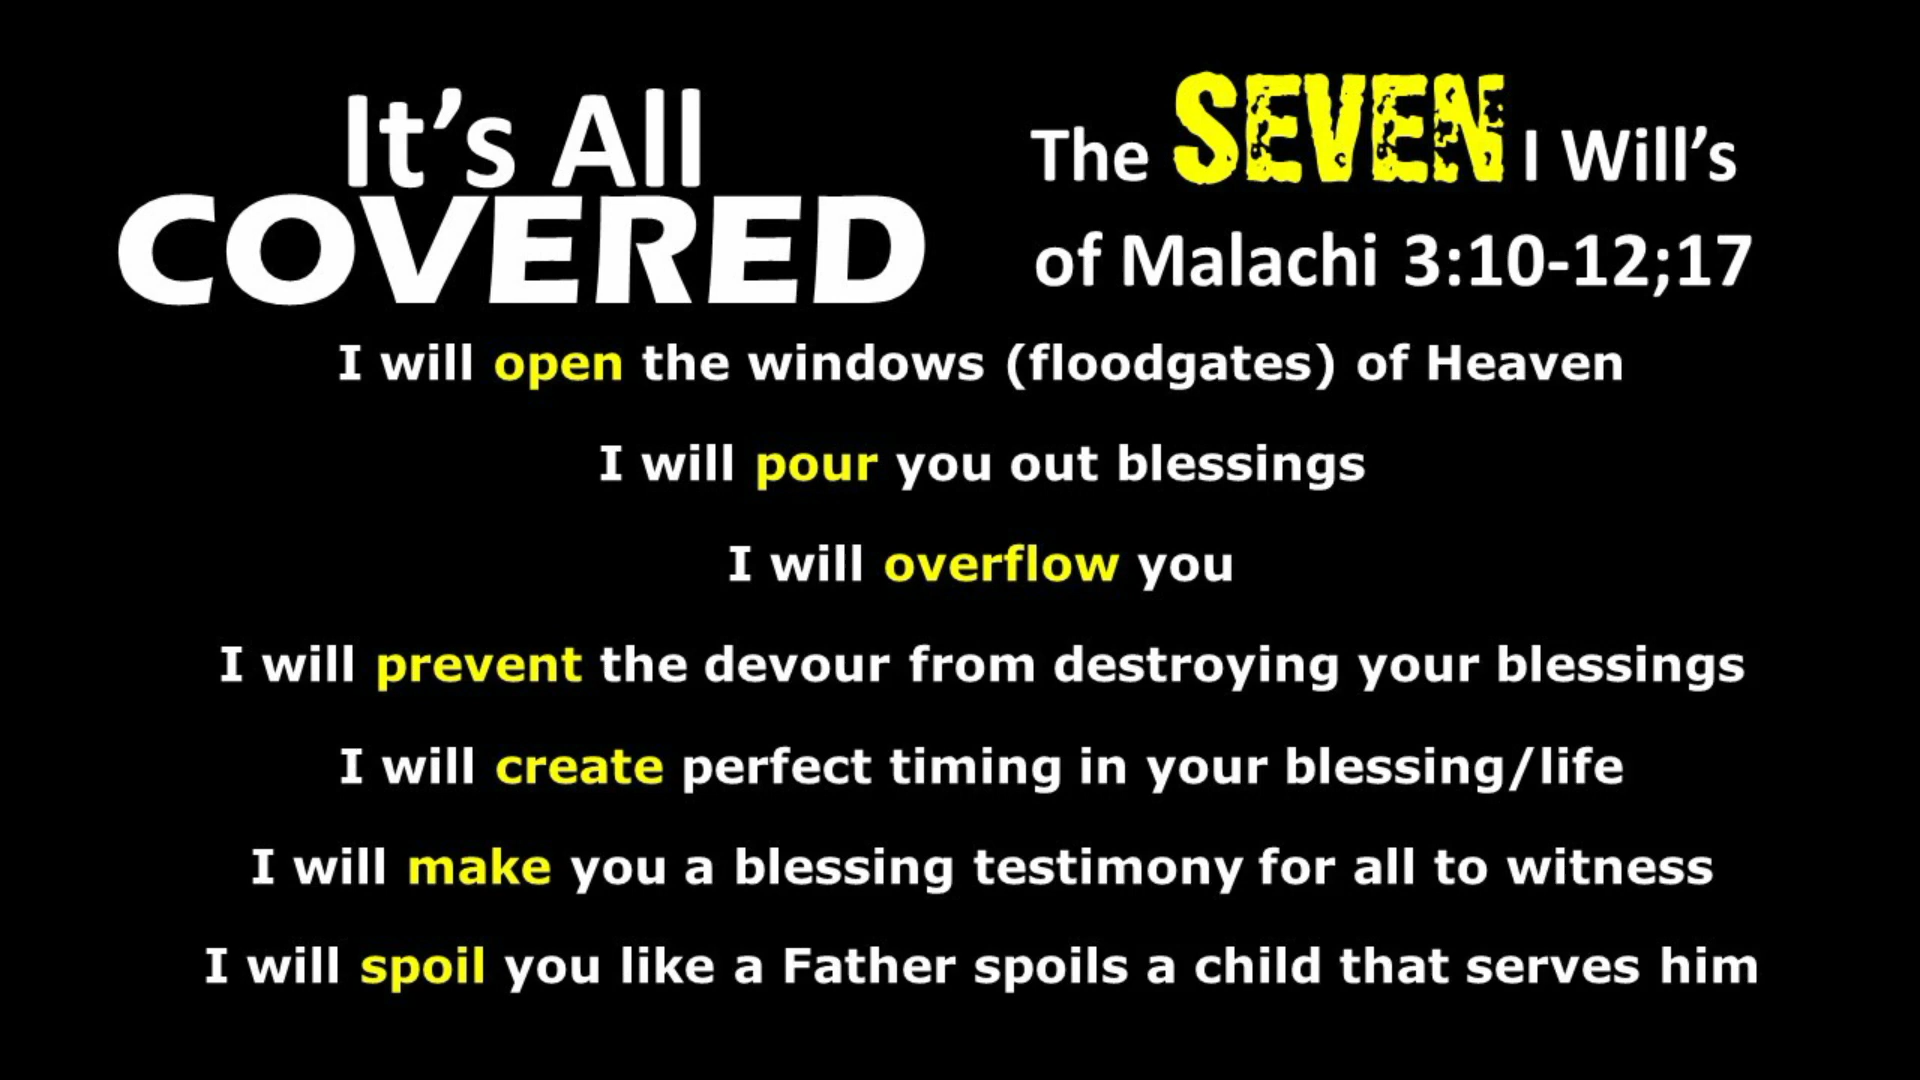 It's All
COVERED
The SEVEN I Will's
of Malachi 3:10-12;17
I will open the windows (floodgates) of Heaven
I will pour you out blessings
I will overflow you
I will prevent the devour from destroying your blessings
I will create perfect timing in your blessing/life
I will make you a blessing testimony for all to witness
I will spoil you like a Father spoils a child that serves him